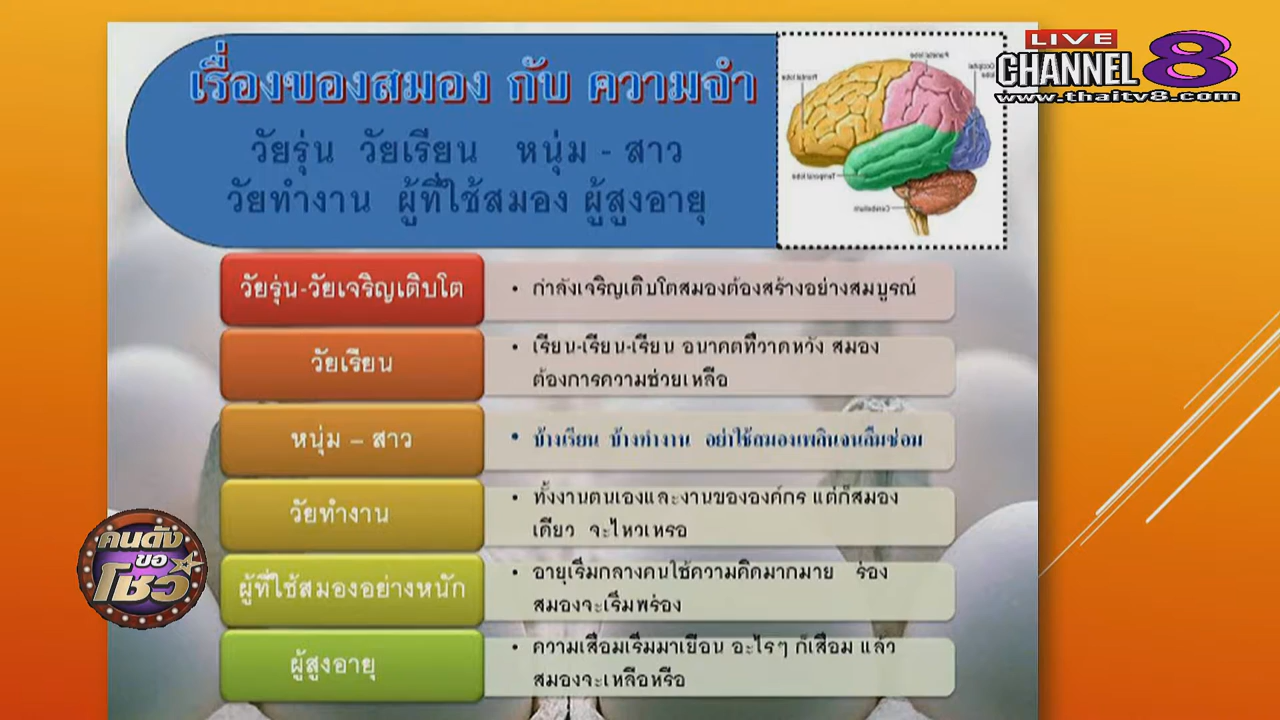 LIVE
CHANNEL 8
www.thaitv8.com
เรื่องของสมอง กับ ความจำ
วัยรุ่น วัยเรียน หนุ่ม - สาว
วัยทำงาน ผู้ที่ใช้สมอง ผู้สูงอายุ
Parietal lobe
Frontal lobe
Occipital
lobe
Temporal lobe
Cerebellum
วัยรุ่น-วัยเจริญเติบโต
• กำลังเจริญเติบโตสมองต้องสร้างอย่างสมบูรณ์
วัยเรียน
• เรียน-เรียน-เรียน อนาคตที่วาดหวัง สมอง
ต้องการความช่วยเหลือ
หนุ่ม – สาว
• บ้างเรียน บ้างทำงาน อย่าใช้สมองเพลินจนลืมซ่อม
วัยทำงาน
• ทั้งงานตนเองและงานขององค์กร แต่ก็สมอง
เดียว จะไหวเหรอ
ผู้ที่ใช้สมองอย่างหนัก
• อายุเริ่มกลางคนใช้ความคิดมากมาย ร่อง
สมองจะเริ่มพร่อง
ผู้สูงอายุ
• ความเสื่อมเริ่มมาเยือน อะไรๆ ก็เสื่อม แล้ว
สมองจะเหลือหรือ
คนดัง
ขอ
โชว์